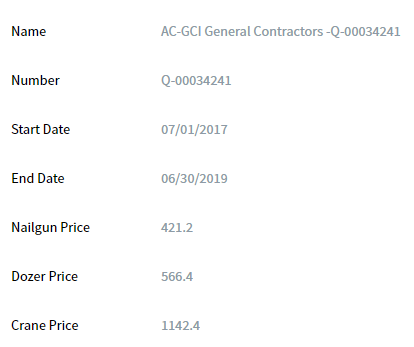 Name AC-GCI General Contractors -Q-00034241
Number Q-00034241
Start Date 07/01/2017
End Date 06/30/2019
Nailgun Price 421.2
Dozer Price 566.4
Crane Price 1142.4